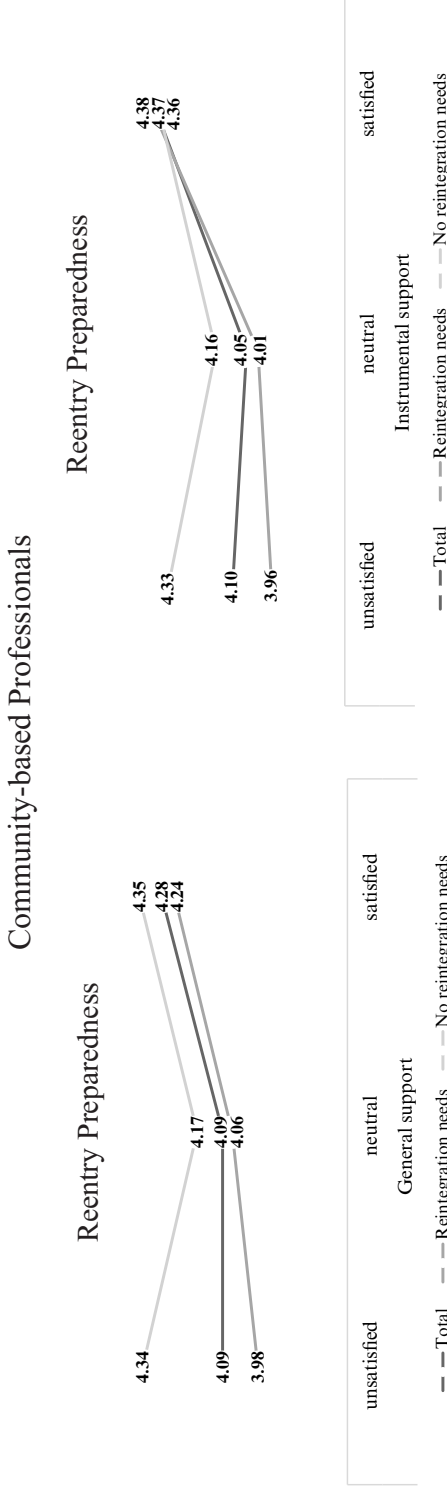 Community-based Professionals
Reentry Preparedness
4.34
4.17
4.35
4.09
4.09
4.28
3.98
4.06
4.24
unsatisfied neutral satisfied
General support
Total Reintegration needs No reintegration needs
Reentry Preparedness
4.33
4.16
4.38
4.10
4.05
4.37
3.96
4.01
4.36
unsatisfied neutral satisfied
Instrumental support
Total Reintegration needs No reintegration needs